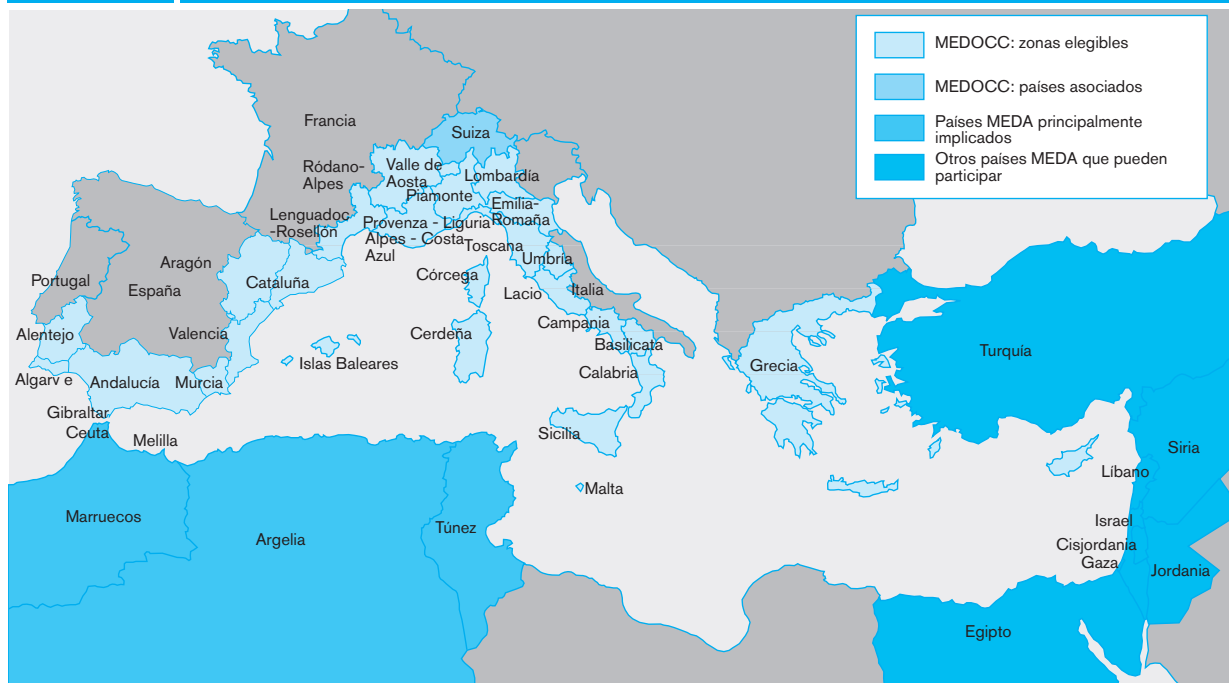 MEDOCC: zonas elegibles
MEDOCC: países asociados
Países MEDA principalmente
implicados
Otros países MEDA que pueden
participar
Francia
Suiza
Ródano-
Alpes
Valle de
Aosta
Lombardía
Piamonte
Emilia-
Romaña
Lenguadoc
-Rosellón
Provenza -
Alpes - Costa
Azul
Liguria
Toscana
Umbría
Aragón
Portugal
España
Cataluña
Córcega
Lacio
Italia
Alentejo
Valencia
Cerdeña
Campania
Basilicata
Turquía
Islas Baleares
Grecia
Calabria
Algarv e
Andalucía
Murcia
Gibraltar
Ceuta
Melilla
Sicilia
Siria
Líbano
Malta
Marruecos
Argelia
Túnez
Israel
Cisjordania
Gaza
Jordania
Egipto